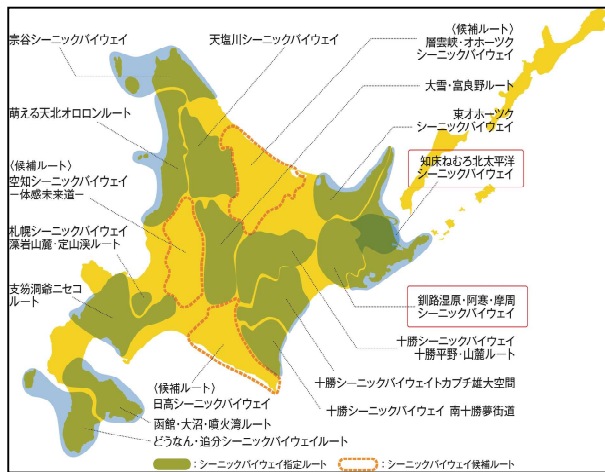 宗谷シーニックバイウェイ
天塩川シーニックバイウェイ
〈候補ルート〉
層雲峡・オホーツク
シーニックバイウェイ
大雪・富良野ルート
萌える天北オロロンルート
東オホーツク
シーニックバイウェイ
〈候補ルート〉
空知シーニックバイウェイ
ー体感未来道ー
知床ねむろ北太平洋
シーニックバイウェイ
札幌シーニックバイウェイ
藻岩山麓・定山渓ルート
支笏洞爺ニセコ
ルート
釧路湿原・阿寒・摩周
シーニックバイウェイ
十勝シーニックバイウェイ
十勝平野・山麓ルート
十勝シーニックバイウェイトカプチ雄大空間
〈候補ルート〉
日高シーニックバイウェイ
十勝シーニックバイウェイ 南十勝夢街道
函館・大沼・噴火湾ルート
どうなん・追分シーニックバイウェイルート
：シーニックバイウェイ指定ルート
：シーニックバイウェイ候補ルート